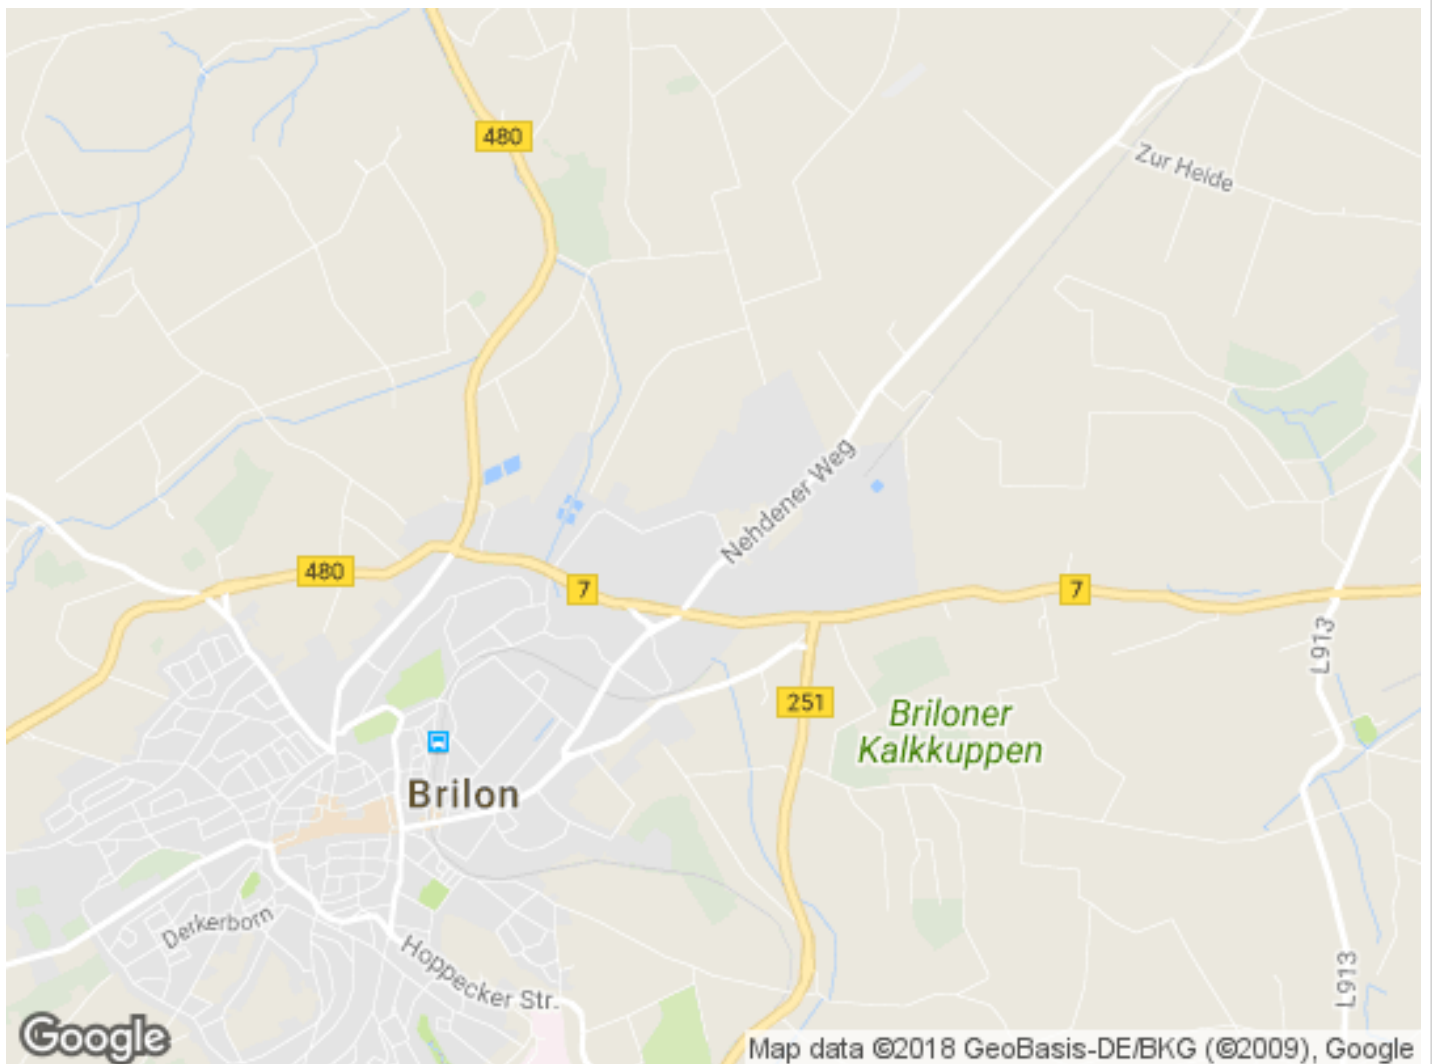 480
Zur Heide
Nehdener Weg
480
7
7
L913
251
Briloner
Kalkkuppen
Brilon
Derkerborn
Hoppecker Str.
L913
Google
Map data ©2018 GeoBasis-DE/BKG (©2009), Google